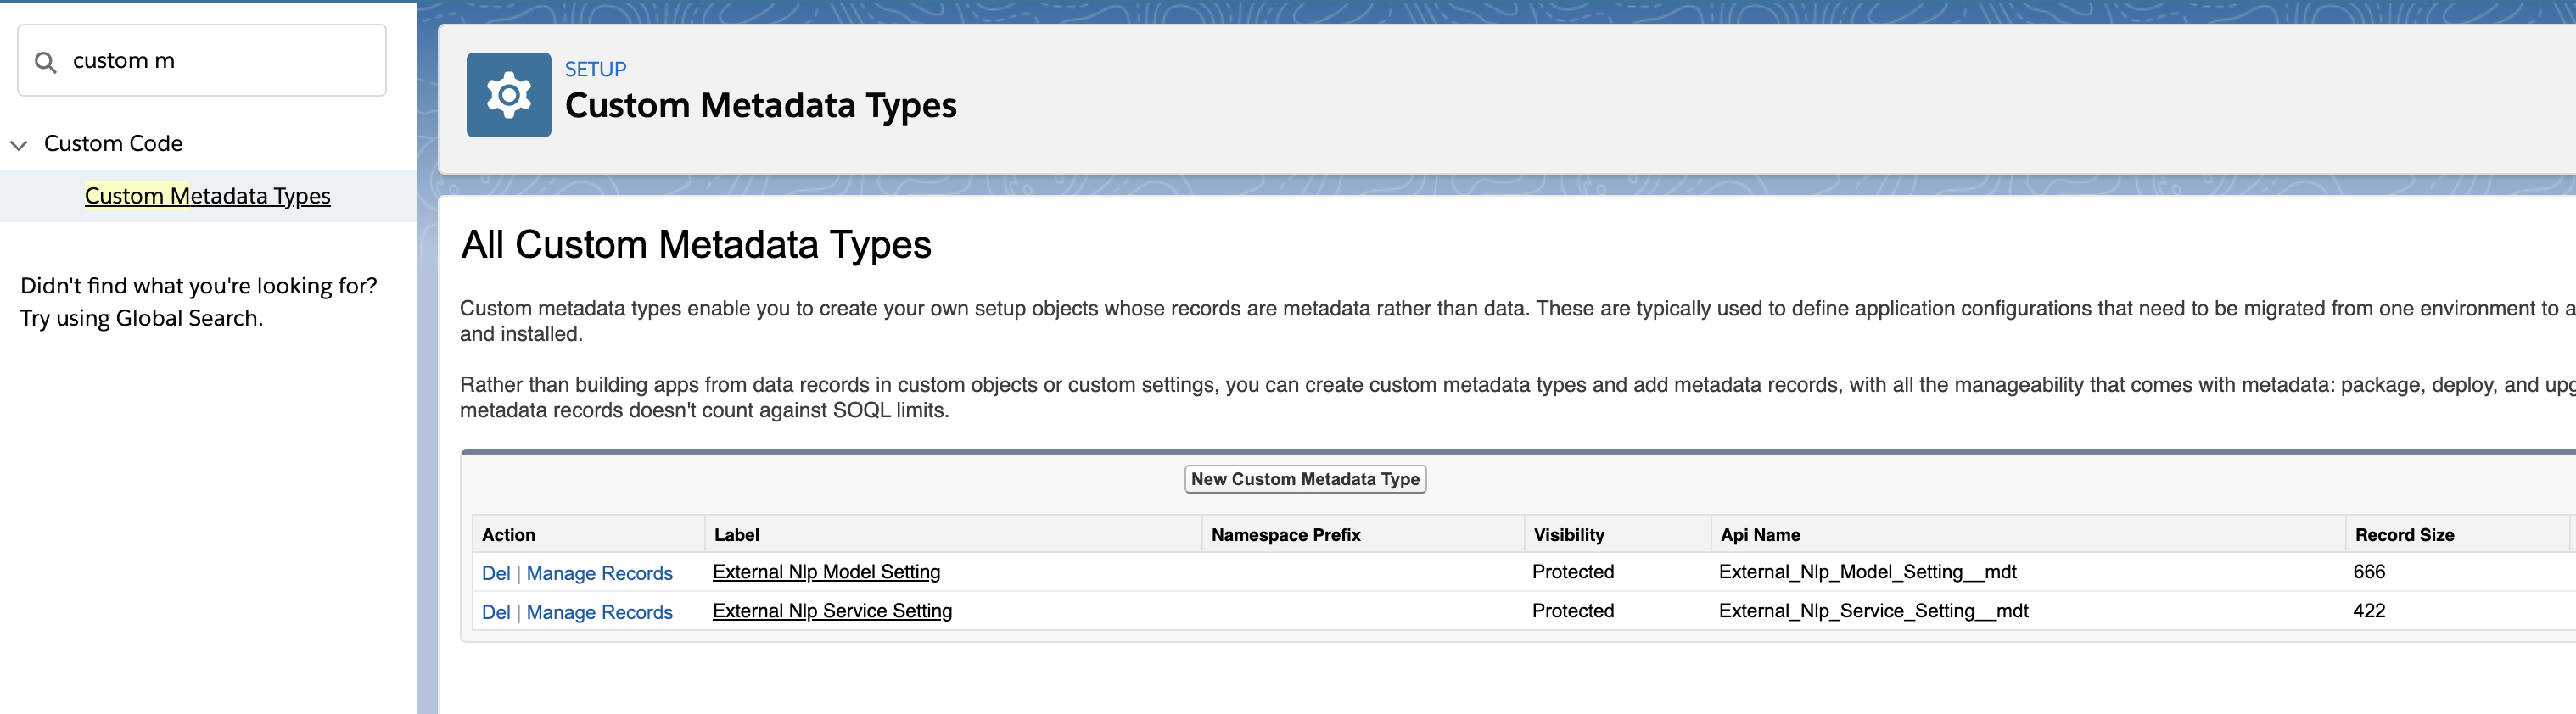 custom m
Custom Code
Custom Metadata Types
Didn't find what you're looking for?
Try using Global Search.
SETUP
Custom Metadata Types
All Custom Metadata Types
Custom metadata types enable you to create your own setup objects whose records are metadata rather than data. These are typically used to define application configurations that need to be migrated from one environment to a
and installed.
Rather than building apps from data records in custom objects or custom settings, you can create custom metadata types and add metadata records, with all the manageability that comes with metadata: package, deploy, and upg
metadata records doesn't count against SOQL limits.
New Custom Metadata Type
Action Label Namespace Prefix Visibility Api Name Record Size
Del | Manage Records External Nlp Model Setting Protected External_Nlp_Model_Setting__mdt 666
Del | Manage Records External Nlp Service Setting Protected External_Nlp_Service_Setting__mdt 422